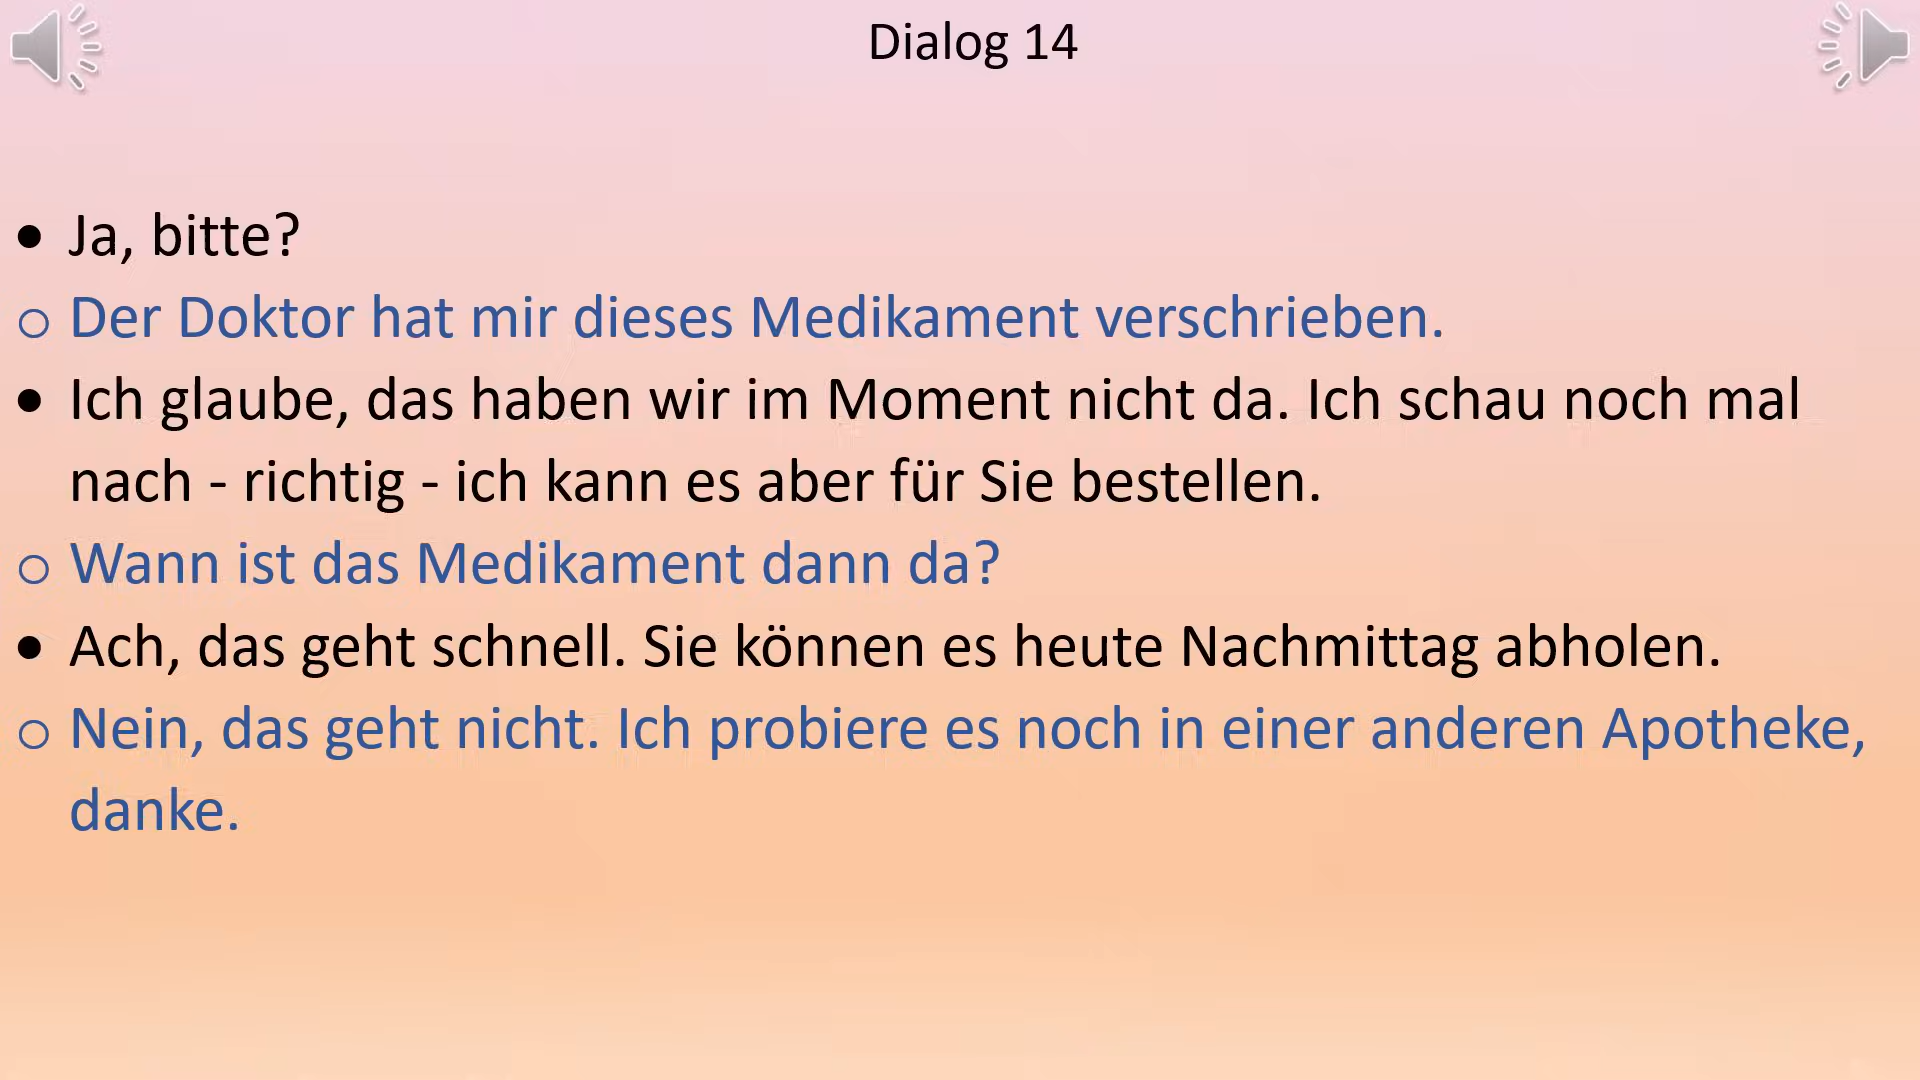 Dialog 14
• Ja, bitte?
o Der Doktor hat mir dieses Medikament verschrieben.
• Ich glaube, das haben wir im Moment nicht da. Ich schau noch mal
nach - richtig - ich kann es aber für Sie bestellen.
o Wann ist das Medikament dann da?
• Ach, das geht schnell. Sie können es heute Nachmittag abholen.
o Nein, das geht nicht. Ich probiere es noch in einer anderen Apotheke,
danke.